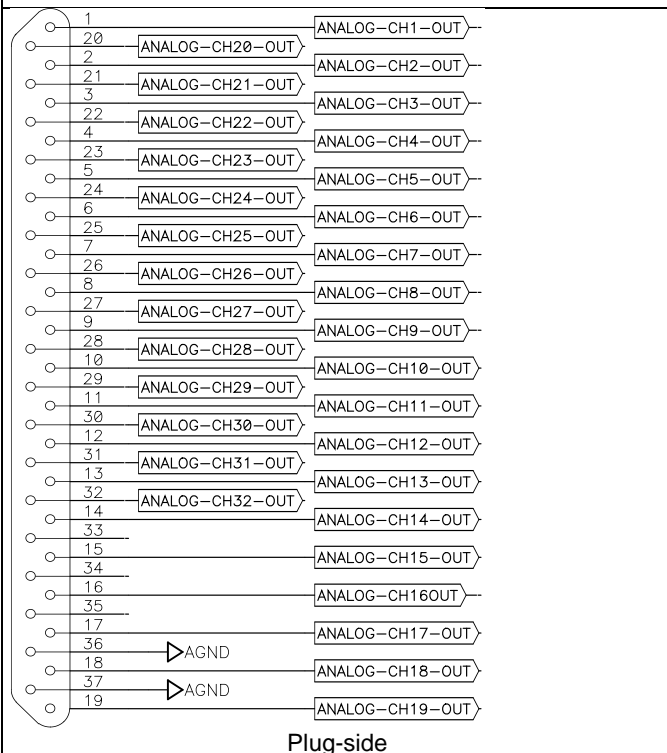 1 ANALOG-CH1-OUT
20 ANALOG-CH20-OUT
2 ANALOG-CH2-OUT
21 ANALOG-CH21-OUT
3 ANALOG-CH3-OUT
22 ANALOG-CH22-OUT
4 ANALOG-CH4-OUT
23 ANALOG-CH23-OUT
5 ANALOG-CH5-OUT
24 ANALOG-CH24-OUT
6 ANALOG-CH6-OUT
25 ANALOG-CH25-OUT
7 ANALOG-CH7-OUT
26 ANALOG-CH26-OUT
8 ANALOG-CH8-OUT
27 ANALOG-CH27-OUT
9 ANALOG-CH9-OUT
28 ANALOG-CH28-OUT
10 ANALOG-CH10-OUT
29 ANALOG-CH29-OUT
11 ANALOG-CH11-OUT
30 ANALOG-CH30-OUT
12 ANALOG-CH12-OUT
31 ANALOG-CH31-OUT
13 ANALOG-CH13-OUT
32 ANALOG-CH32-OUT
14 ANALOG-CH14-OUT
33
15 ANALOG-CH15-OUT
34
16 ANALOG-CH16OUT
35
17 ANALOG-CH17-OUT
36 AGND
18 ANALOG-CH18-OUT
37 AGND
19 ANALOG-CH19-OUT
Plug-side